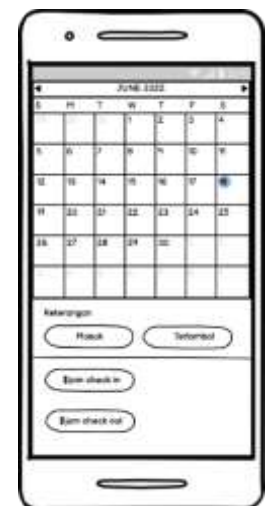 JUNE 2022
S M T W T F S
1 2 3 4
5 6 7 8 9 10 11
12 13 14 15 16 17 18
19 20 21 22 23 24 25
26 27 28 29 30
Keterangan
Masuk Terlambat
jam check in
jam check out